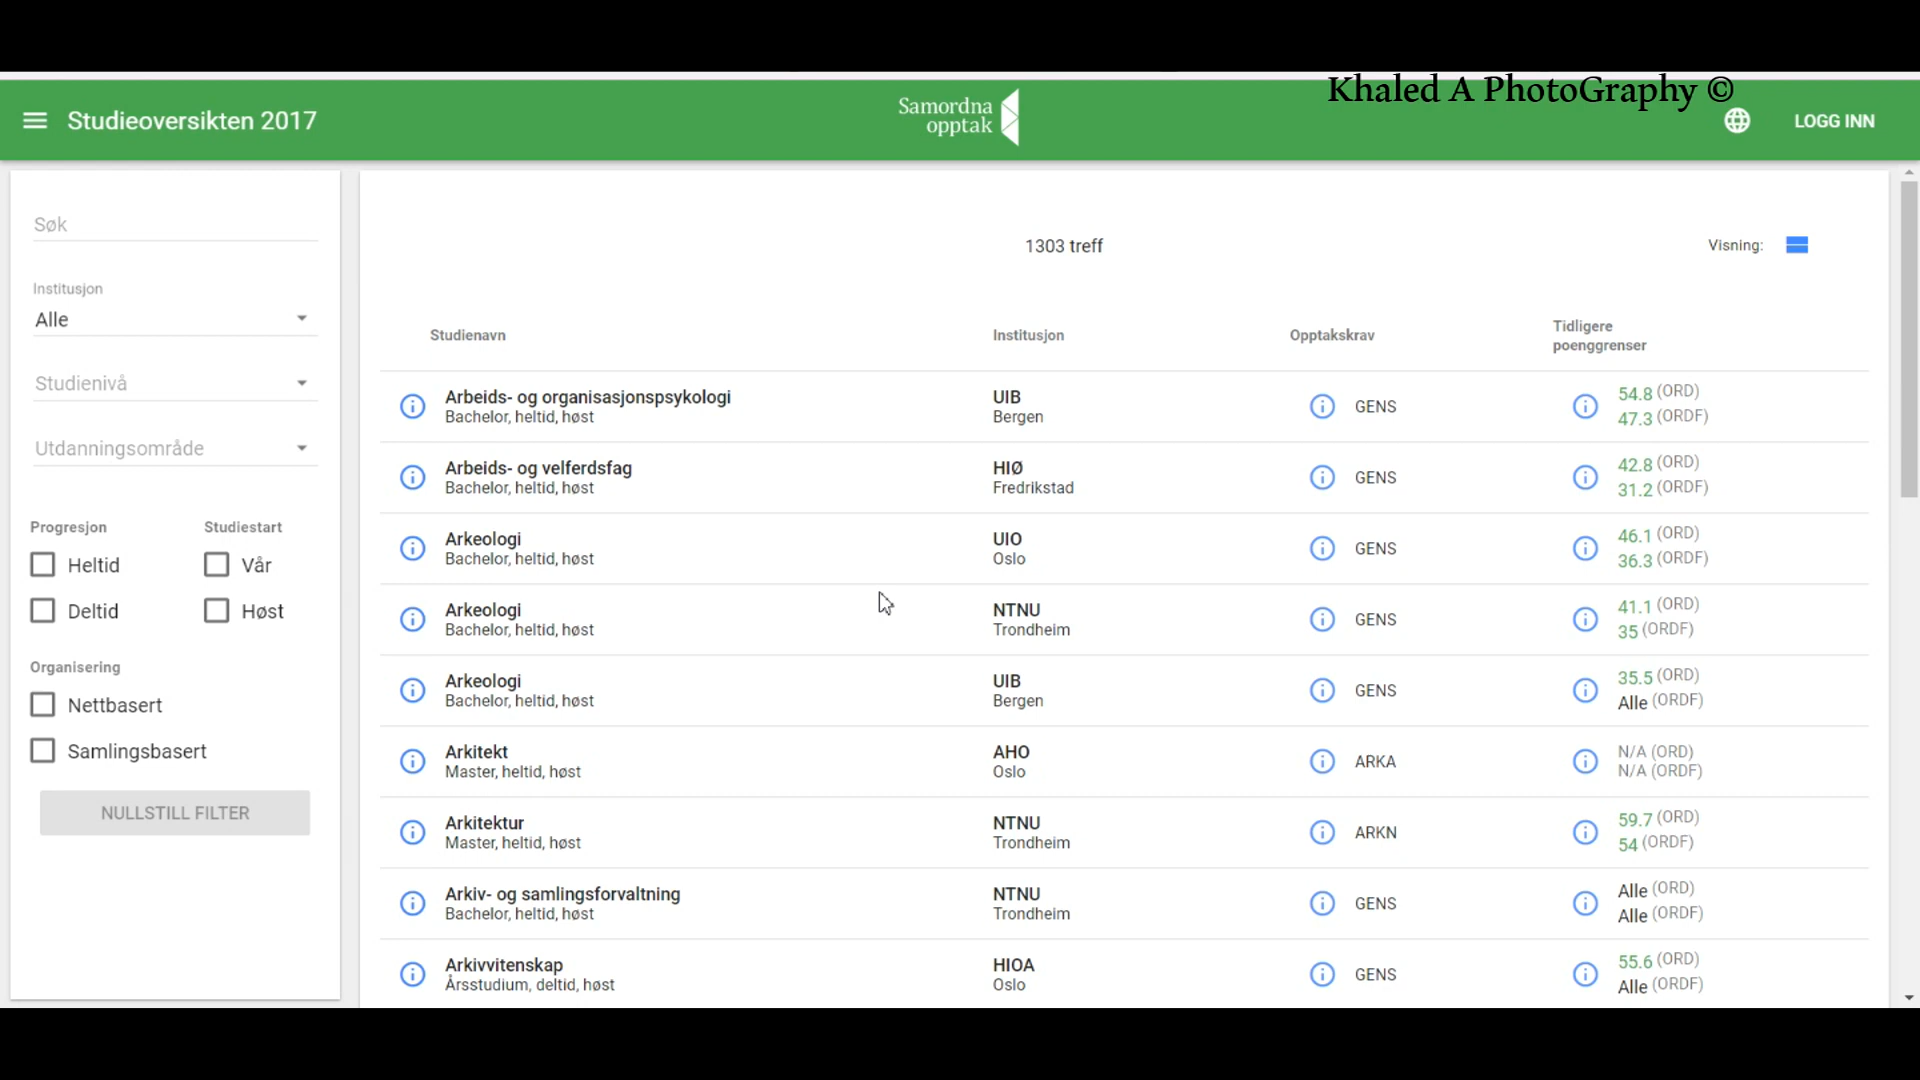 Khaled A PhotoGraphy ©
Studieoversikten 2017
Samordna
opptak
LOGG INN
Søk
Institusjon
Alle
Studienivå
Utdanningsområde
Progresjon
Studiestart
Heltid
Vår
Deltid
Høst
Organisering
Nettbasert
Samlingsbasert
NULLSTILL FILTER
1303 treff
Visning:
Studienavn
Institusjon
Opptakskrav
Tidligere
poenggrenser
Arbeids- og organisasjonspsykologi
Bachelor, heltid, høst
UIB
Bergen
GENS
54.8 (ORD)
47.3 (ORDF)
Arbeids- og velferdsfag
Bachelor, heltid, høst
HIØ
Fredrikstad
GENS
42.8 (ORD)
31.2 (ORDF)
Arkeologi
Bachelor, heltid, høst
UIO
Oslo
GENS
46.1 (ORD)
36.3 (ORDF)
Arkeologi
Bachelor, heltid, høst
NTNU
Trondheim
GENS
41.1 (ORD)
35 (ORDF)
Arkeologi
Bachelor, heltid, høst
UIB
Bergen
GENS
35.5 (ORD)
Alle (ORDF)
Arkitekt
Master, heltid, høst
AHO
Oslo
ARKA
N/A (ORD)
N/A (ORDF)
Arkitektur
Master, heltid, høst
NTNU
Trondheim
ARKN
59.7 (ORD)
54 (ORDF)
Arkiv- og samlingsforvaltning
Bachelor, heltid, høst
NTNU
Trondheim
GENS
Alle (ORD)
Alle (ORDF)
Arkivvitenskap
Årsstudium, deltid, høst
HIOA
Oslo
GENS
55.6 (ORD)
Alle (ORDF)